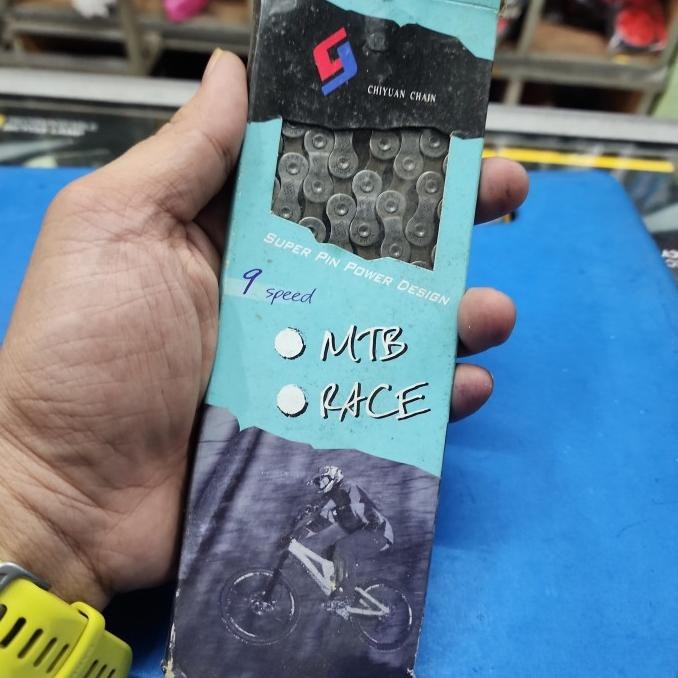 CHIYUAN CHAIN
SUPER PIN POWER DESIGN
9 speed
MTB
RACE